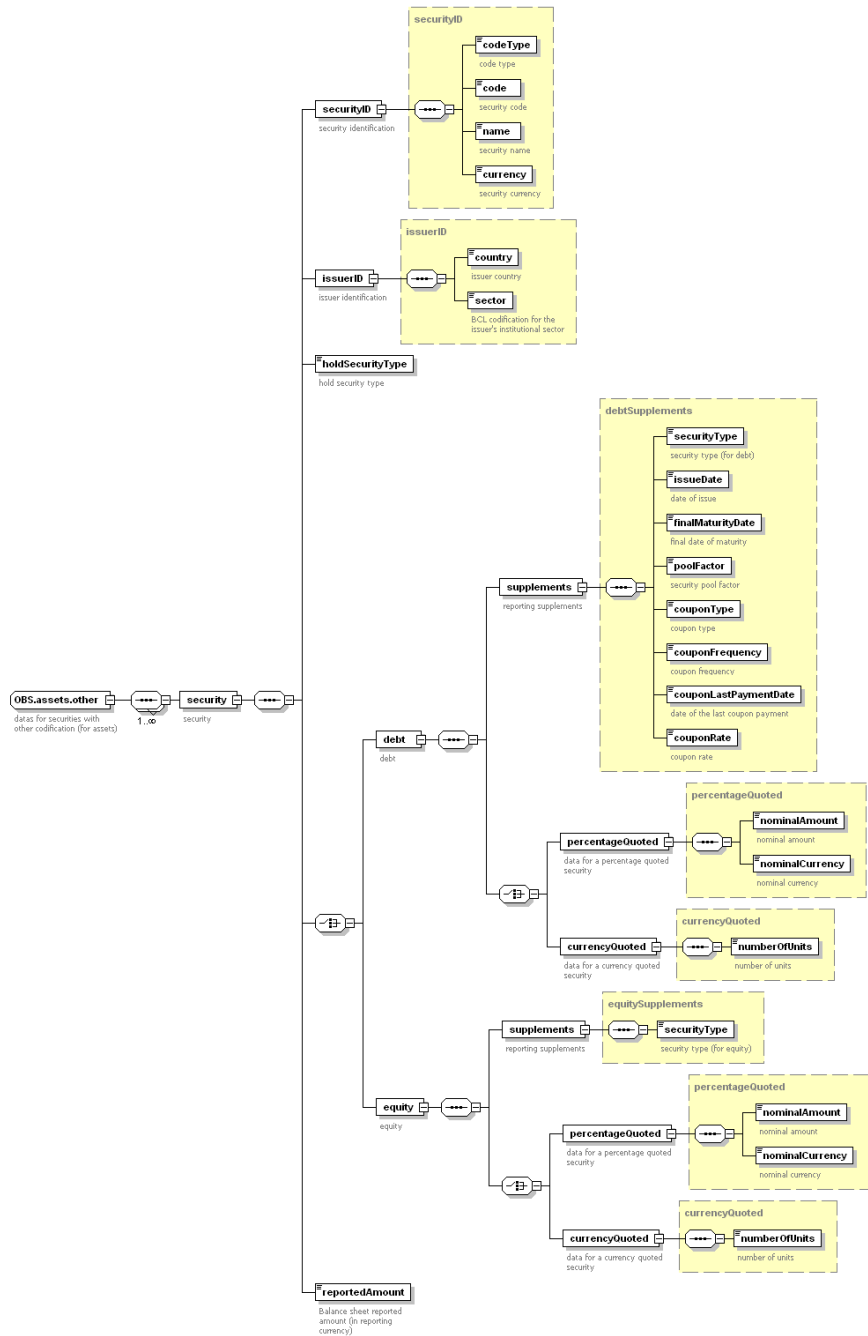 securityID
codeType
code type
code
security code
securityID
security identification
name
security name
currency
security currency
issuerID
country
issuer country
issuerID
issuer identification
sector
BCL codification for the
issuer's institutional sector
holdSecurityType
hold security type
debtSupplements
securityType
security type (for debt)
issueDate
date of issue
finalMaturityDate
final date of maturity
poolFactor
security pool factor
supplements
reporting supplements
couponType
coupon type
couponFrequency
coupon frequency
couponLastPaymentDate
date of the last coupon payment
couponRate
coupon rate
OBS.assets.other
datas for securities with
other codification (for assets)
1..∞
security
security
debt
debt
percentageQuoted
nominalAmount
nominal amount
percentageQuoted
data for a percentage quoted
security
nominalCurrency
nominal currency
currencyQuoted
currencyQuoted
data for a currency quoted
security
numberOfUnits
number of units
equitySupplements
supplements
reporting supplements
securityType
security type (for equity)
equity
equity
percentageQuoted
nominalAmount
nominal amount
percentageQuoted
data for a percentage quoted
security
nominalCurrency
nominal currency
currencyQuoted
currencyQuoted
data for a currency quoted
security
numberOfUnits
number of units
reportedAmount
Balance sheet reported
amount (in reporting
currency)